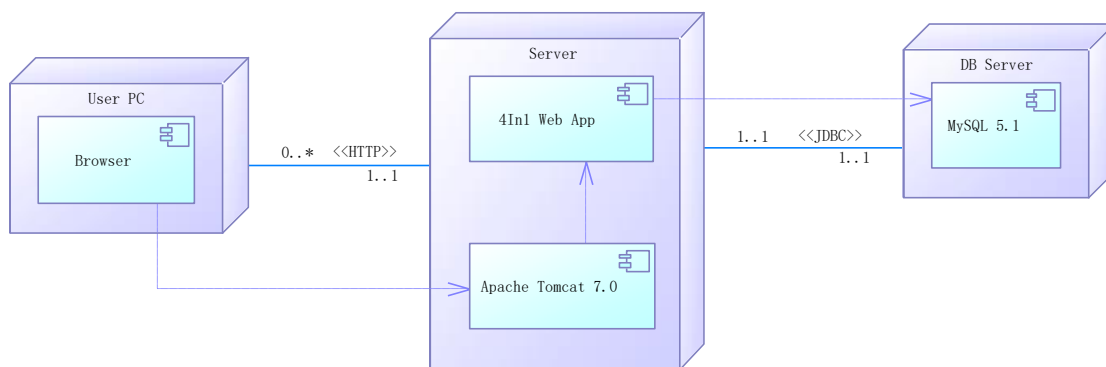 User PC
Browser
0..* <<HTTP>>
1..1
Server
4In1 Web App
Apache Tomcat 7.0
1..1 <<JDBC>>
1..1
DB Server
MySQL 5.1